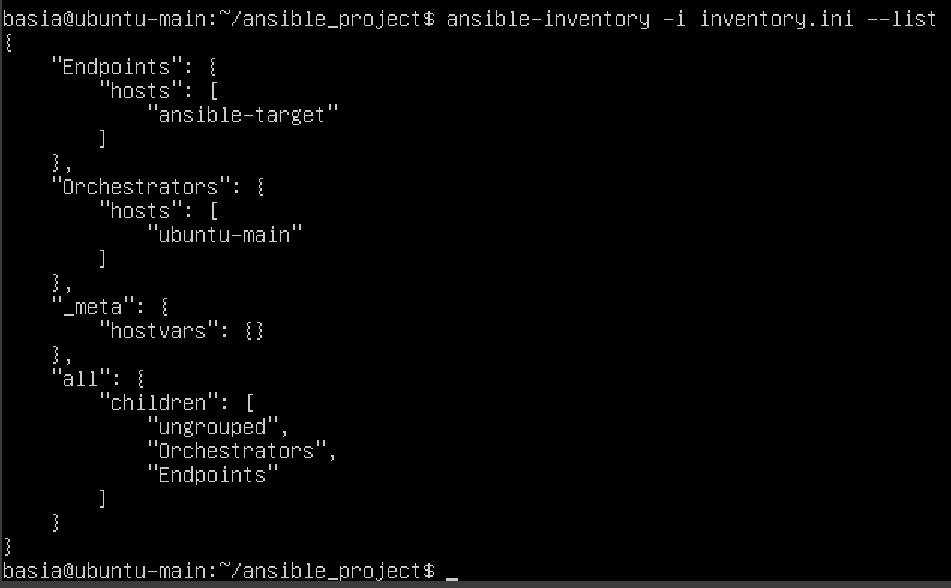 basia@ubuntu-main:~/ansible_project$ ansible-inventory -i inventory.ini --list
{
    "Endpoints": {
        "hosts": [
            "ansible-target"
        ]
    },
    "Orchestrators": {
        "hosts": [
            "ubuntu-main"
        ]
    },
    "_meta": {
        "hostvars": {}
    },
    "all": {
        "children": [
            "ungrouped",
            "Orchestrators",
            "Endpoints"
        ]
    }
}
basia@ubuntu-main:~/ansible_project$ _